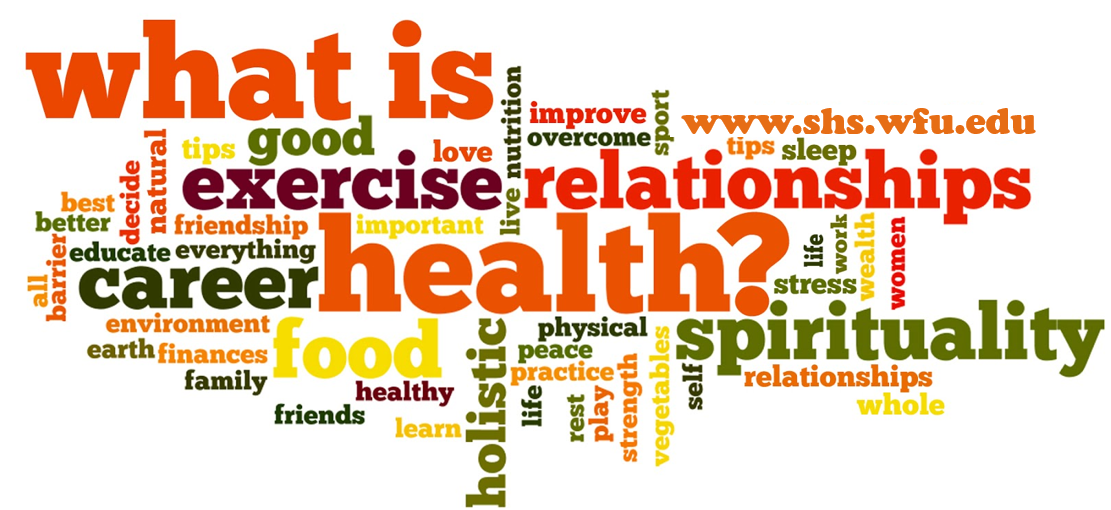 what is
nutrition
improve
sport
www.shs.wfu.edu
good
overcome
tips
love
tips
sleep
natural
decide
exercise
relationships
best
better
friendship
important
live
health?
life
work
wealth
women
educate
everything
barrier
all
career
stress
environment
food
holistic
physical
spirituality
earth
finances
peace
vegetables
family
practice
strength
self
relationships
healthy
life
rest
play
whole
friends
learn